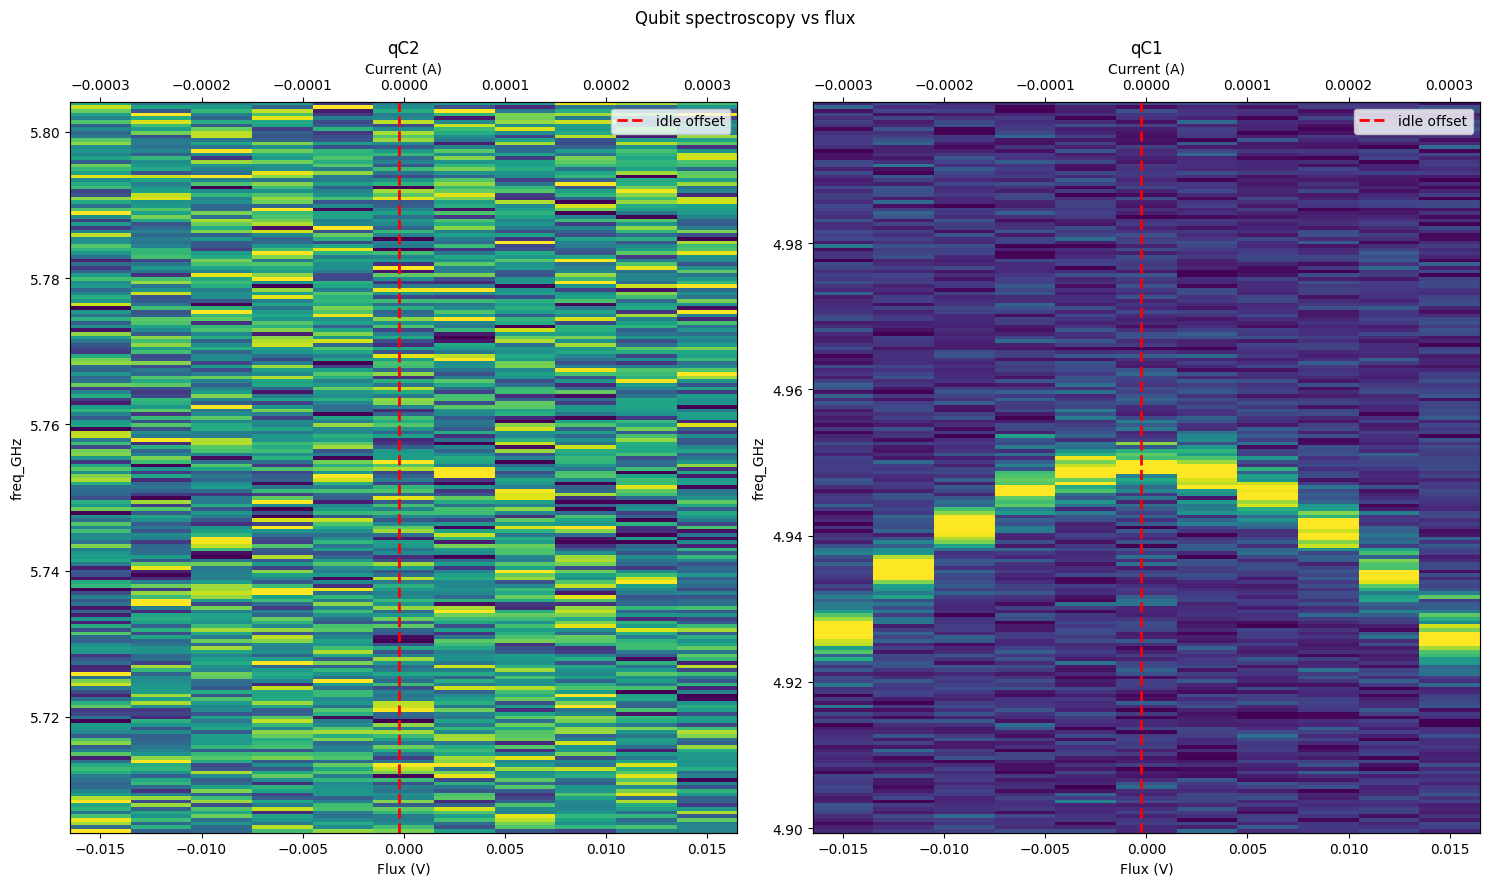 Qubit spectroscopy vs flux
qC2
Current (A)
−0.0003 −0.0002 −0.0001 0.0000 0.0001 0.0002 0.0003
idle offset
5.80
5.78
5.76
5.74
5.72
freq_GHz
−0.015 −0.010 −0.005 0.000 0.005 0.010 0.015
Flux (V)
qC1
Current (A)
−0.0003 −0.0002 −0.0001 0.0000 0.0001 0.0002 0.0003
idle offset
4.98
4.96
4.94
4.92
4.90
freq_GHz
−0.015 −0.010 −0.005 0.000 0.005 0.010 0.015
Flux (V)